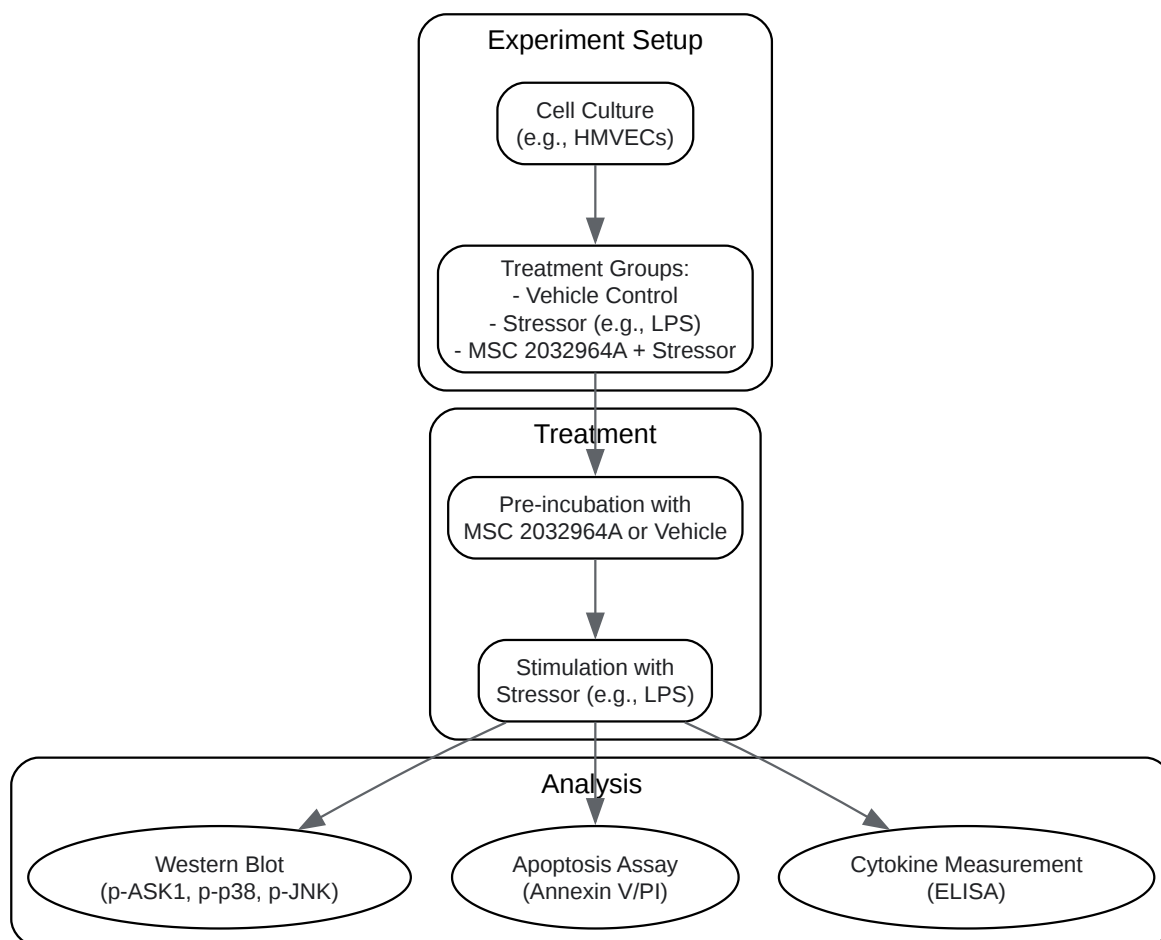 Experiment Setup
Cell Culture
(e.g., HMVECs)
Treatment Groups:
- Vehicle Control
- Stressor (e.g., LPS)
- MSC 2032964A + Stressor
Treatment
Pre-incubation with
MSC 2032964A or Vehicle
Stimulation with
Stressor (e.g., LPS)
Analysis
Western Blot
(p-ASK1, p-p38, p-JNK)
Apoptosis Assay
(Annexin V/PI)
Cytokine Measurement
(ELISA)